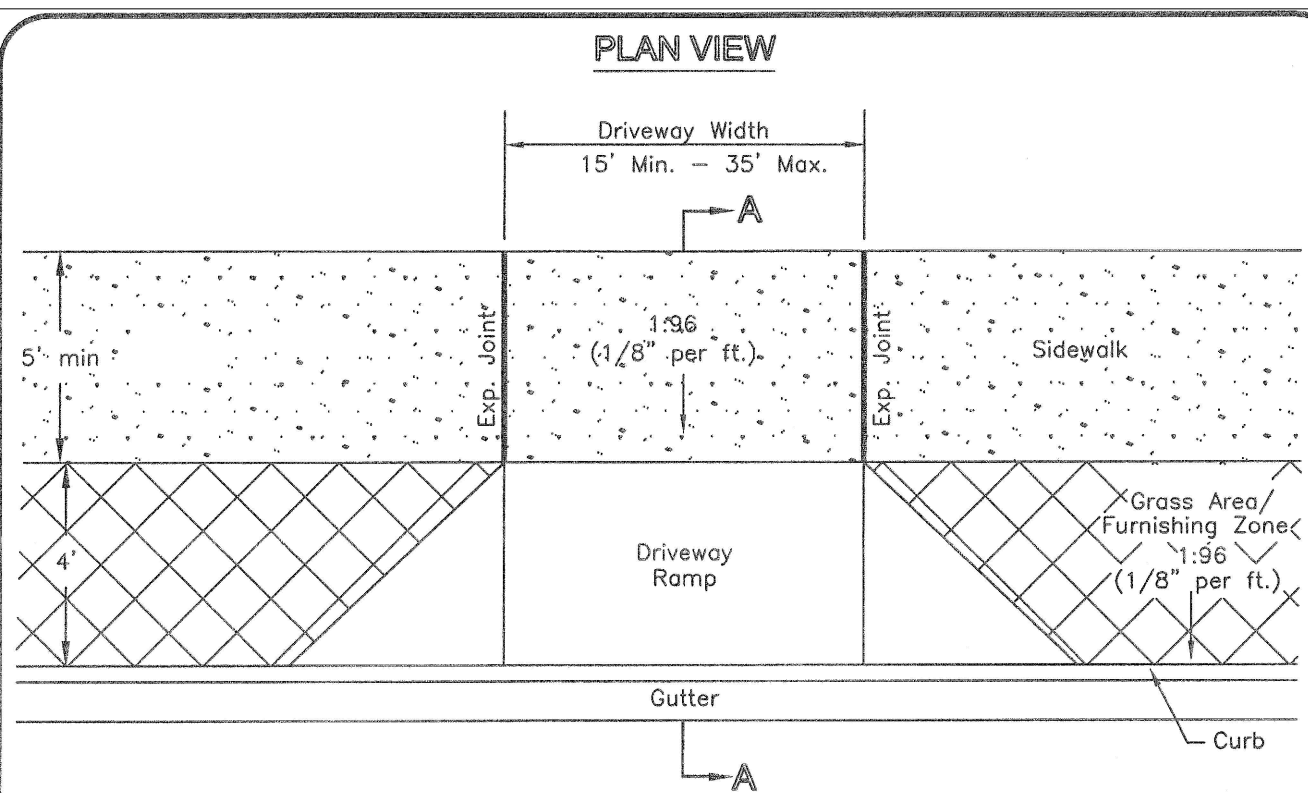 PLAN VIEW
Driveway Width
15' Min. – 35' Max.
A
5' min
Exp. Joint
1:96
(1/8" per ft.)
Exp. Joint
Sidewalk
4'
Driveway
Ramp
Grass Area/
Furnishing Zone
1:96
(1/8" per ft.)
Gutter
Curb
A